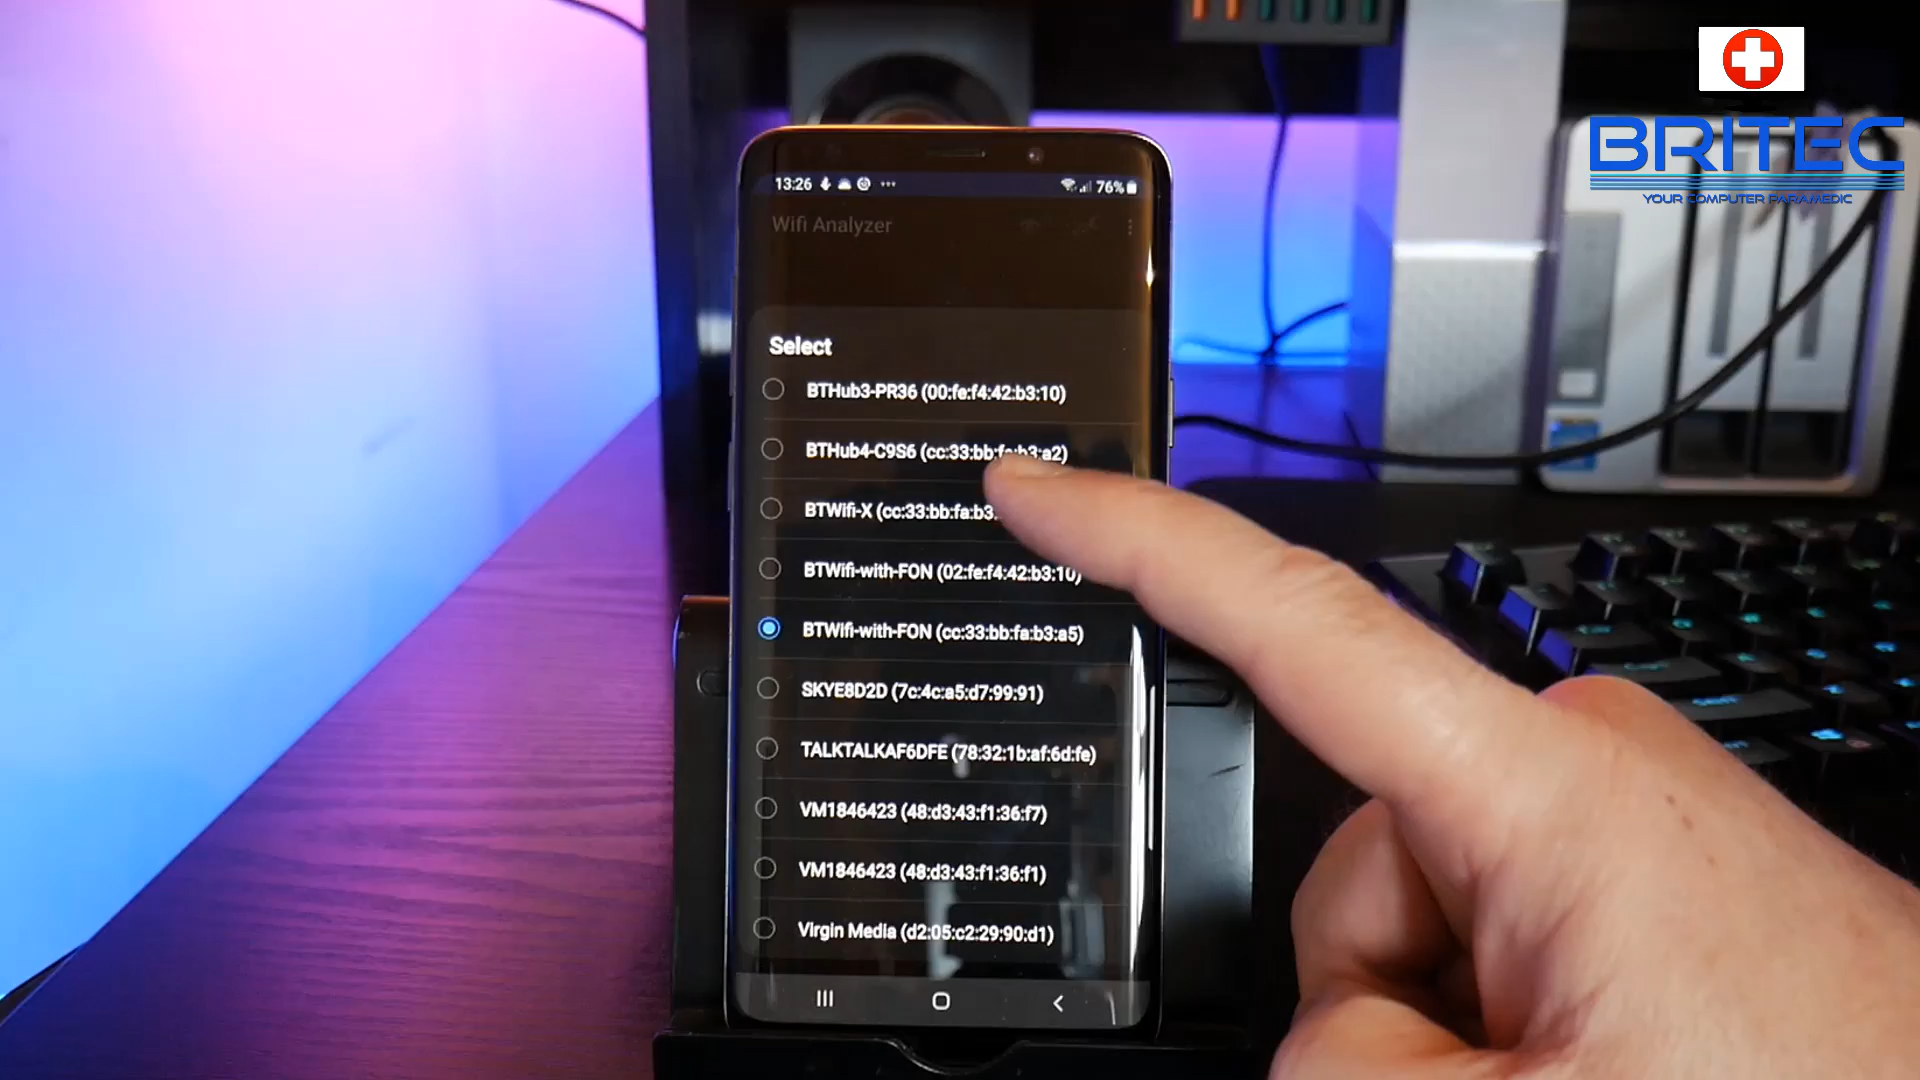 BRITEC
YOUR COMPUTER PARAMEDIC
13:26
76%
Wifi Analyzer
Select
BTHub3-PR36 (00:fe:f4:42:b3:10)
BTHub4-C9S6 (cc:33:bb:fa:b3:a2)
BTWifi-X (cc:33:bb:fa:b3:
BTWifi-with-FON (02:fe:f4:42:b3:10)
BTWifi-with-FON (cc:33:bb:fa:b3:a5)
SKYE8D2D (7c:4c:a5:d7:99:91)
TALKTALKAF6DFE (78:32:1b:af:6d:fe)
VM1846423 (48:d3:43:f1:36:f7)
VM1846423 (48:d3:43:f1:36:f1)
Virgin Media (d2:05:c2:29:90:d1)